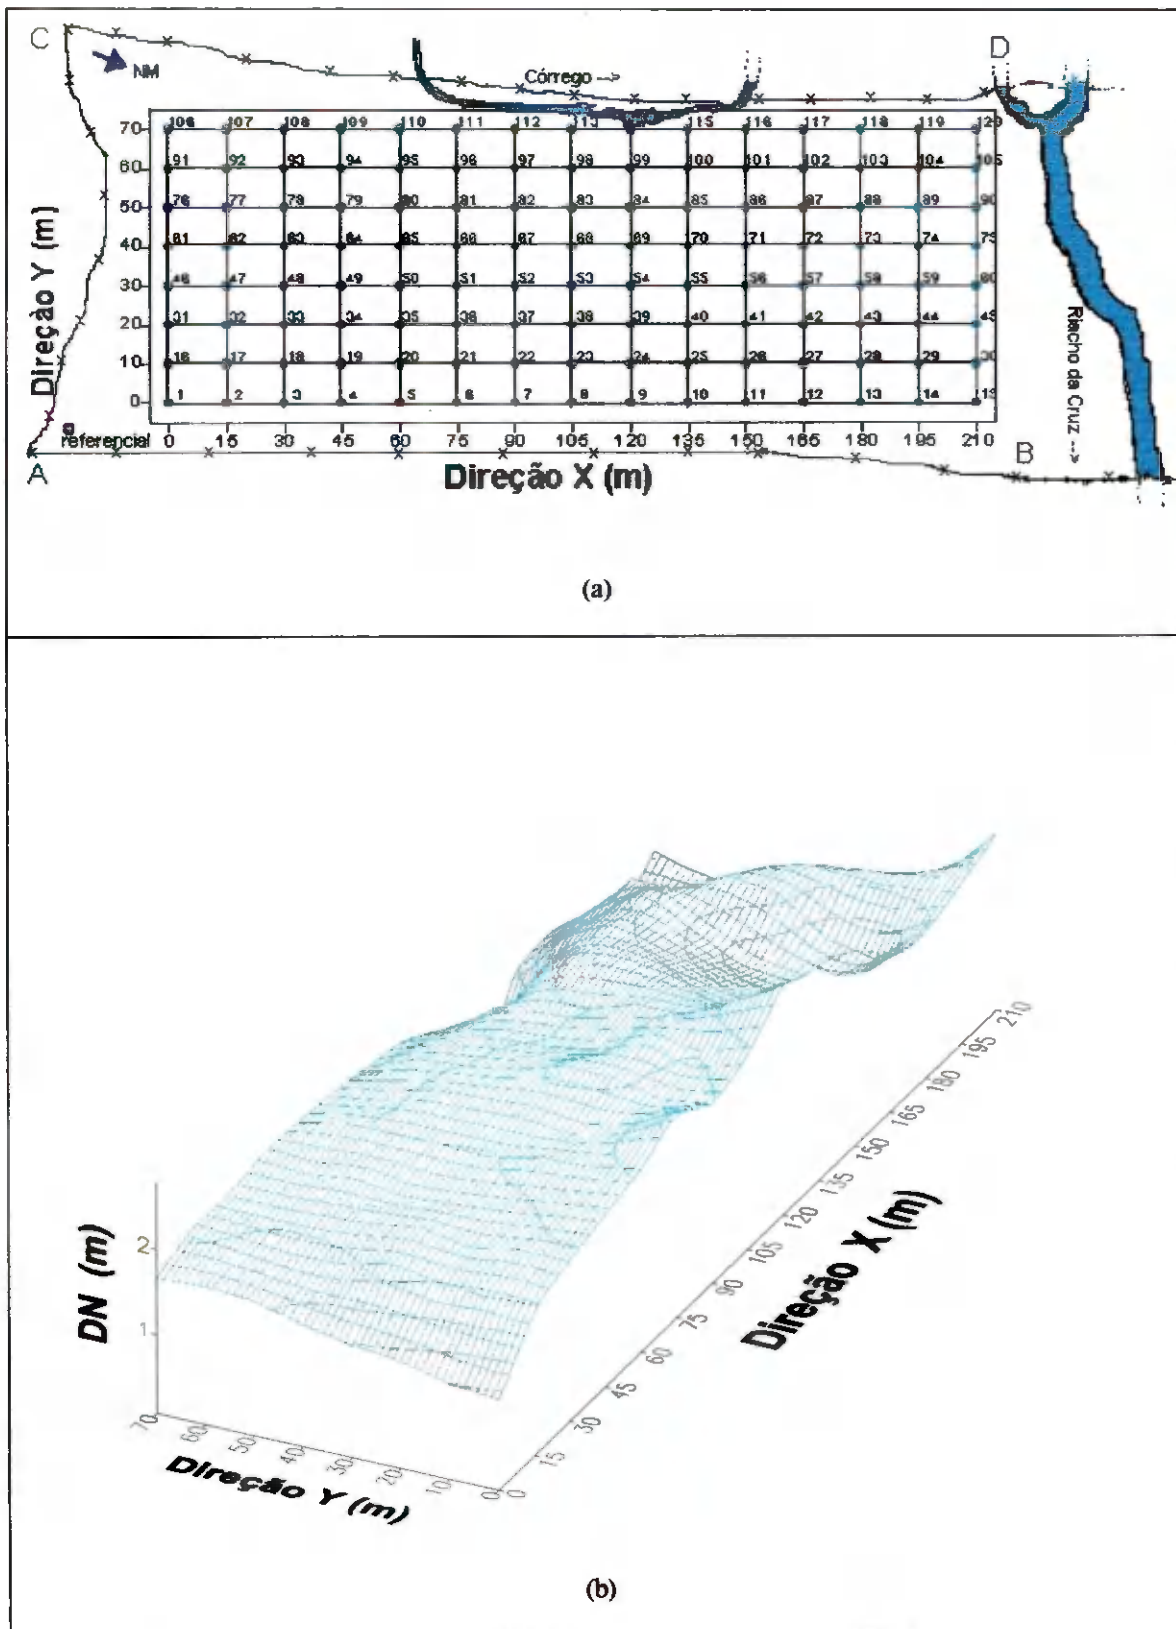 C
NM
Córrego -->
D
70 106 107 108 109 110 111 112 113 115 116 117 118 119 120
60 91 92 93 94 95 96 97 98 99 100 101 102 103 104 105
50 76 77 78 79 80 81 82 83 84 85 86 87 88 89 90
40 61 62 63 64 65 66 67 68 69 70 71 72 73 74 75
30 46 47 48 49 50 51 52 53 54 55 56 57 58 59 60
20 31 32 33 34 35 36 37 38 39 40 41 42 43 44 45
10 16 17 18 19 20 21 22 23 24 25 26 27 28 29 30
0 1 2 3 4 5 6 7 8 9 10 11 12 13 14 15
Direção Y (m)
Riacho da Cruz -->
referencial 0 15 30 45 60 75 90 105 120 135 150 165 180 195 210
A
Direção X (m)
B
(a)
DN (m)
2
1
70 60 50 40 30 20 10 0
Direção Y (m)
0 15 30 45 60 75 90 105 120 135 150 165 180 195 210
Direção X (m)
(b)